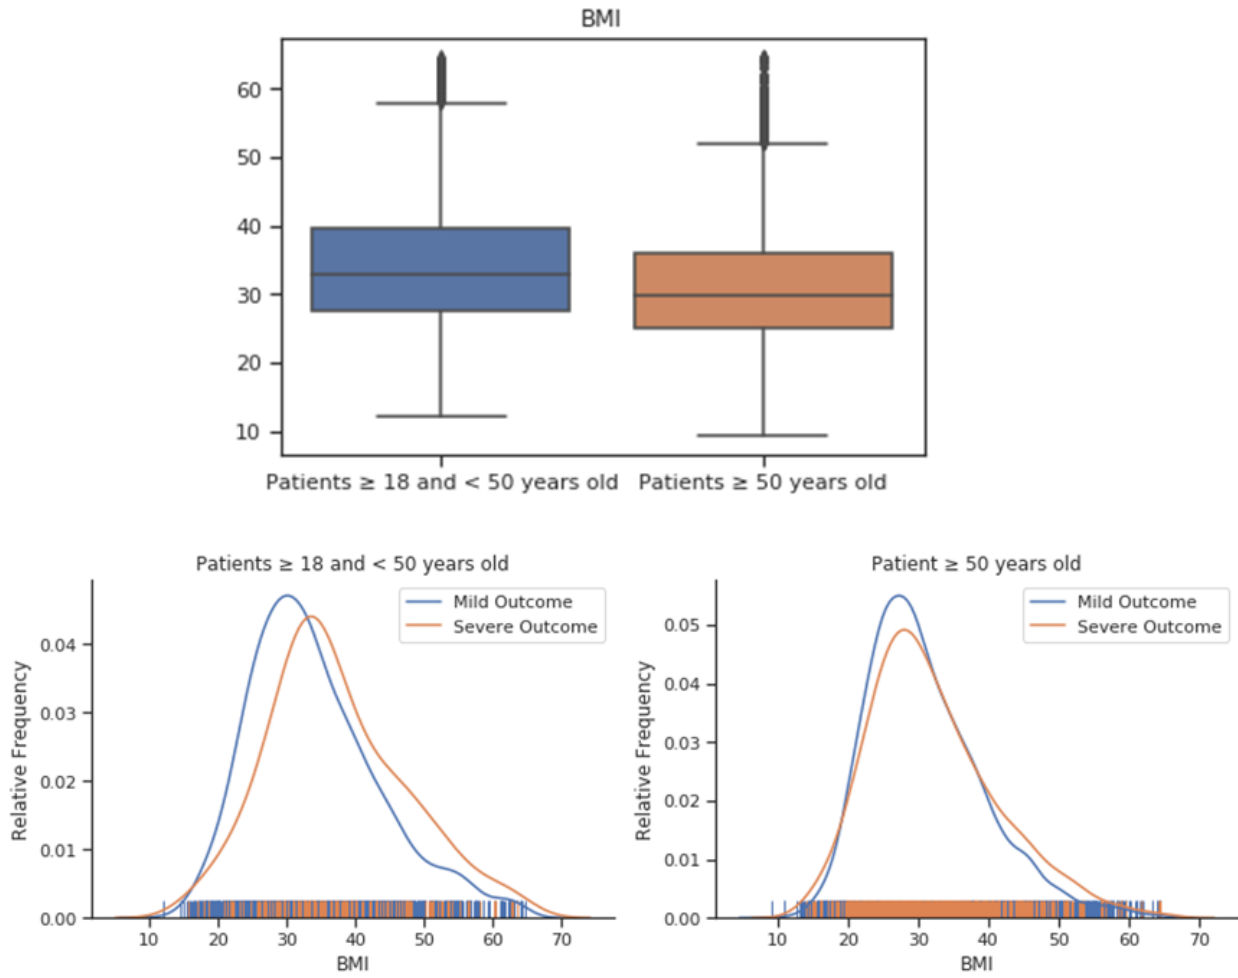 BMI
60
50
40
30
20
10
Patients ≥ 18 and < 50 years old
Patients ≥ 50 years old
Patients ≥ 18 and < 50 years old
Mild Outcome
Severe Outcome
Relative Frequency
0.04
0.03
0.02
0.01
0.00
10 20 30 40 50 60 70
BMI
Patient ≥ 50 years old
Mild Outcome
Severe Outcome
Relative Frequency
0.05
0.04
0.03
0.02
0.01
0.00
10 20 30 40 50 60 70
BMI